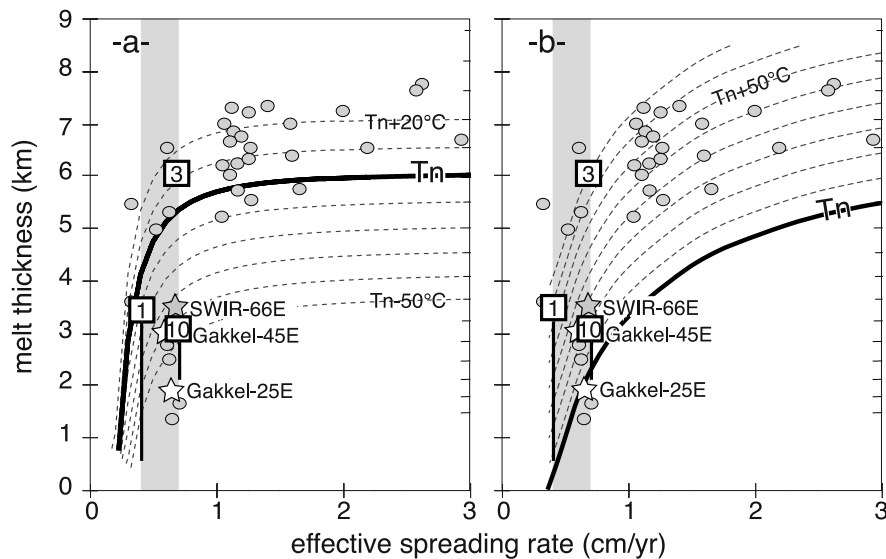 -a-
-b-
9
8
7
6
5
4
3
2
1
0
melt thickness (km)
Tn+20°C
Tn
Tn-50°C
3
1
10
SWIR-66E
Gakkel-45E
Gakkel-25E
Tn+50°C
Tn
3
1
10
SWIR-66E
Gakkel-45E
Gakkel-25E
0 1 2 3
0 1 2 3
effective spreading rate (cm/yr)